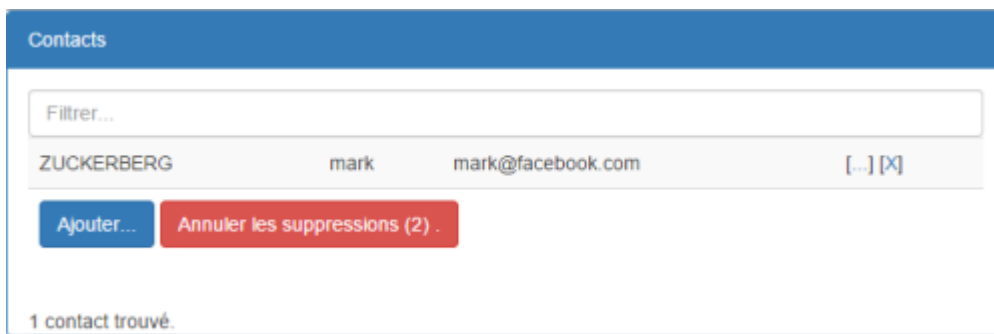 Contacts
Filtrer...
ZUCKERBERG mark mark@facebook.com [...] [X]
Ajouter... Annuler les suppressions (2) .
1 contact trouvé.